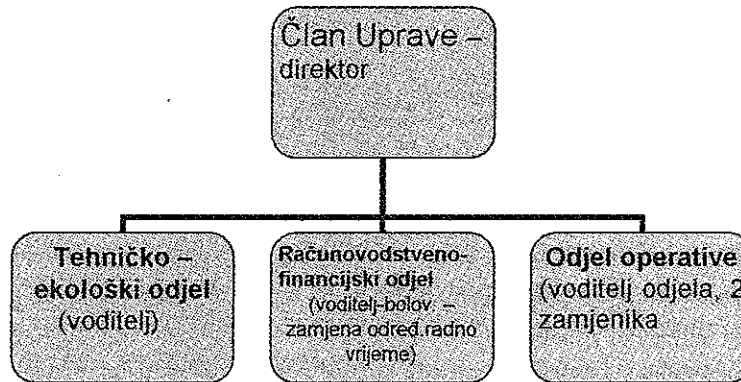 Član Uprave –
direktor
Tehničko –
ekološki odjel
(voditelj)
Računovodstveno-
financijski odjel
(voditelj-bolov. –
zamjena određ.radno
vrijeme)
Odjel operative
(voditelj odjela, 2
zamjenika